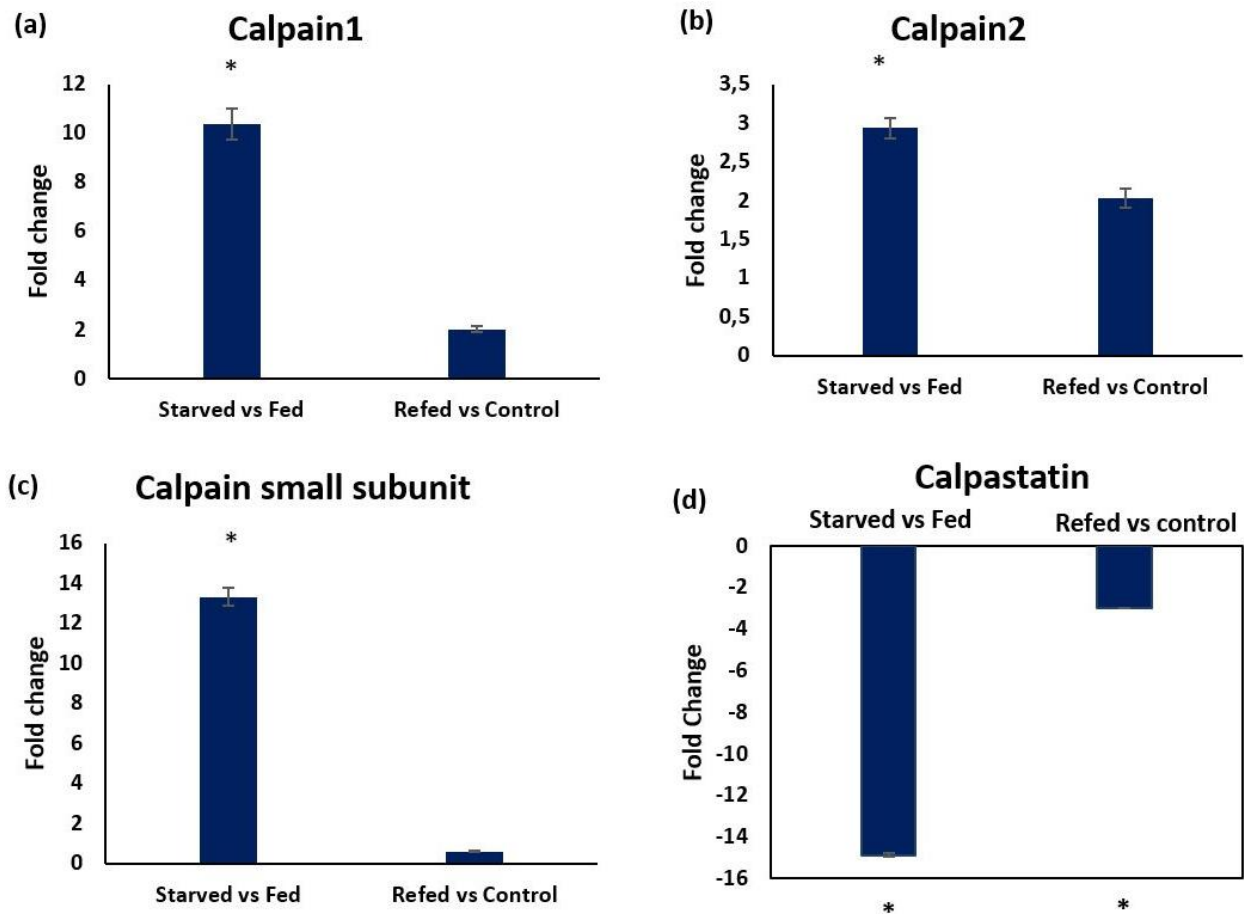 (a)
Calpain1
*
12
10
8
6
4
2
0
Fold change
Starved vs Fed
Refed vs Control
(b)
Calpain2
*
3,5
3
2,5
2
1,5
1
0,5
0
Fold change
Starved vs Fed
Refed vs Control
(c)
Calpain small subunit
*
16
14
12
10
8
6
4
2
0
Fold change
Starved vs Fed
Refed vs Control
(d)
Calpastatin
Starved vs Fed
Refed vs control
0
-2
-4
-6
-8
-10
-12
-14
-16
Fold Change
*
*